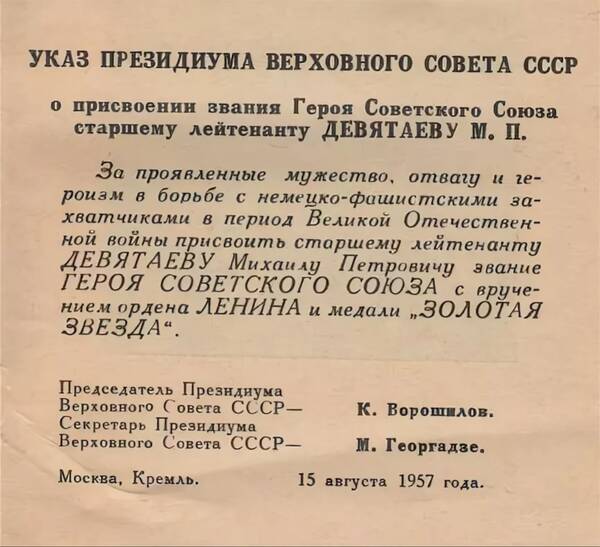 УКАЗ ПРЕЗИДИУМА ВЕРХОВНОГО СОВЕТА СССР
о присвоении звания Героя Советского Союза
старшему лейтенанту ДЕВЯТАЕВУ М. П.
За проявленные мужество, отвагу и ге-
роизм в борьбе с немецко-фашистскими за-
хватчиками в период Великой Отечествен-
ной войны присвоить старшему лейтенанту
ДЕВЯТАЕВУ Михаилу Петровичу звание
ГЕРОЯ СОВЕТСКОГО СОЮЗА с вруче-
нием ордена ЛЕНИНА и медали „ЗОЛОТАЯ
ЗВЕЗДА“.
Председатель Президиума
Верховного Совета СССР— К. Ворошилов.
Секретарь Президиума
Верховного Совета СССР— М. Георгадзе.
Москва, Кремль. 15 августа 1957 года.